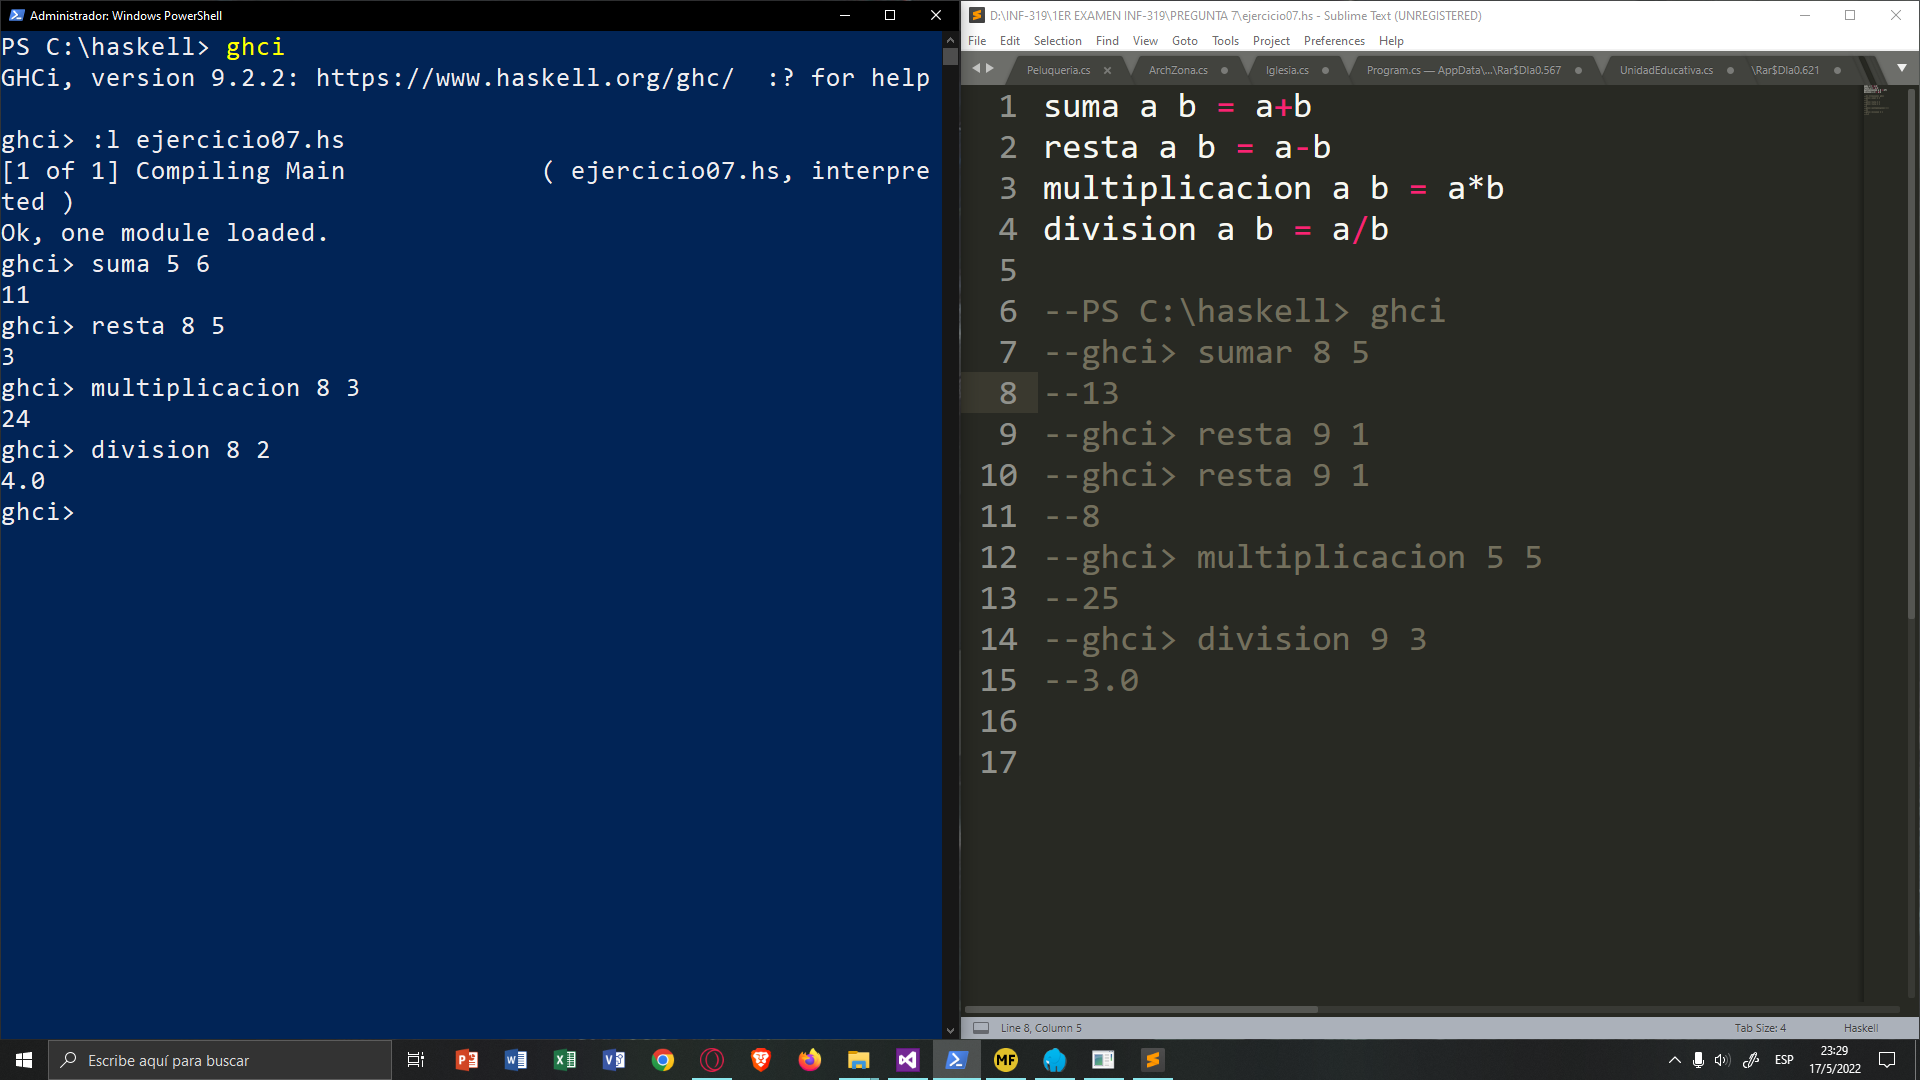 Administrador: Windows PowerShell
PS C:\haskell> ghci
GHCi, version 9.2.2: https://www.haskell.org/ghc/  :? for help
ghci> :l ejercicio07.hs
[1 of 1] Compiling Main             ( ejercicio07.hs, interpre
ted )
Ok, one module loaded.
ghci> suma 5 6
11
ghci> resta 8 5
3
ghci> multiplicacion 8 3
24
ghci> division 8 2
4.0
ghci>
D:\INF-319\1ER EXAMEN INF-319\PREGUNTA 7\ejercicio07.hs - Sublime Text (UNREGISTERED)
File Edit Selection Find View Goto Tools Project Preferences Help
Peluqueria.cs ArchZona.cs Iglesia.cs Program.cs — AppData\...\Rar$DIa0.567 UnidadEducativa.cs \Rar$DIa0.621
1 suma a b = a+b
2 resta a b = a-b
3 multiplicacion a b = a*b
4 division a b = a/b
5
6 --PS C:\haskell> ghci
7 --ghci> sumar 8 5
8 --13
9 --ghci> resta 9 1
10 --ghci> resta 9 1
11 --8
12 --ghci> multiplicacion 5 5
13 --25
14 --ghci> division 9 3
15 --3.0
16
17
Line 8, Column 5 Tab Size: 4 Haskell
Escribe aquí para buscar
MF
ESP
23:29
17/5/2022